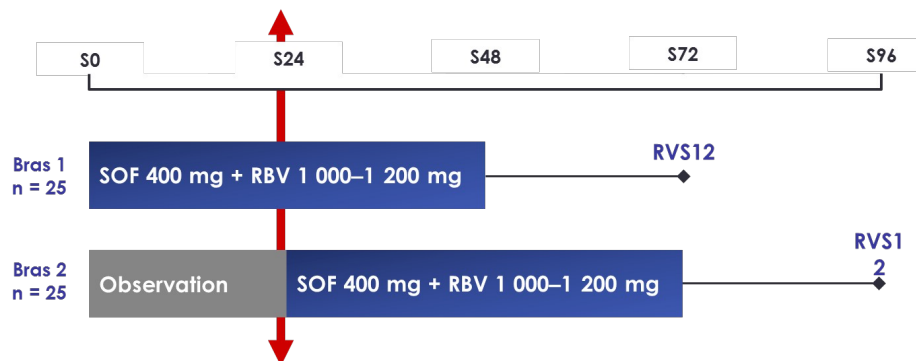 S0
S24
S48
S72
S96
Bras 1
n = 25
SOF 400 mg + RBV 1 000–1 200 mg
RVS12
Bras 2
n = 25
Observation
SOF 400 mg + RBV 1 000–1 200 mg
RVS1
2